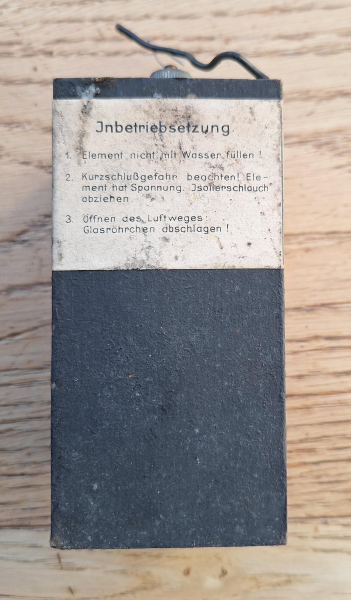 Jnbetriebsetzung.
1. Element nicht mit Wasser füllen!
2. Kurzschlußgefahr beachten! Ele-
ment hat Spannung. Jsolierschlauch
abziehen
3. Öffnen des Luftweges:
Glasröhrchen abschlagen!